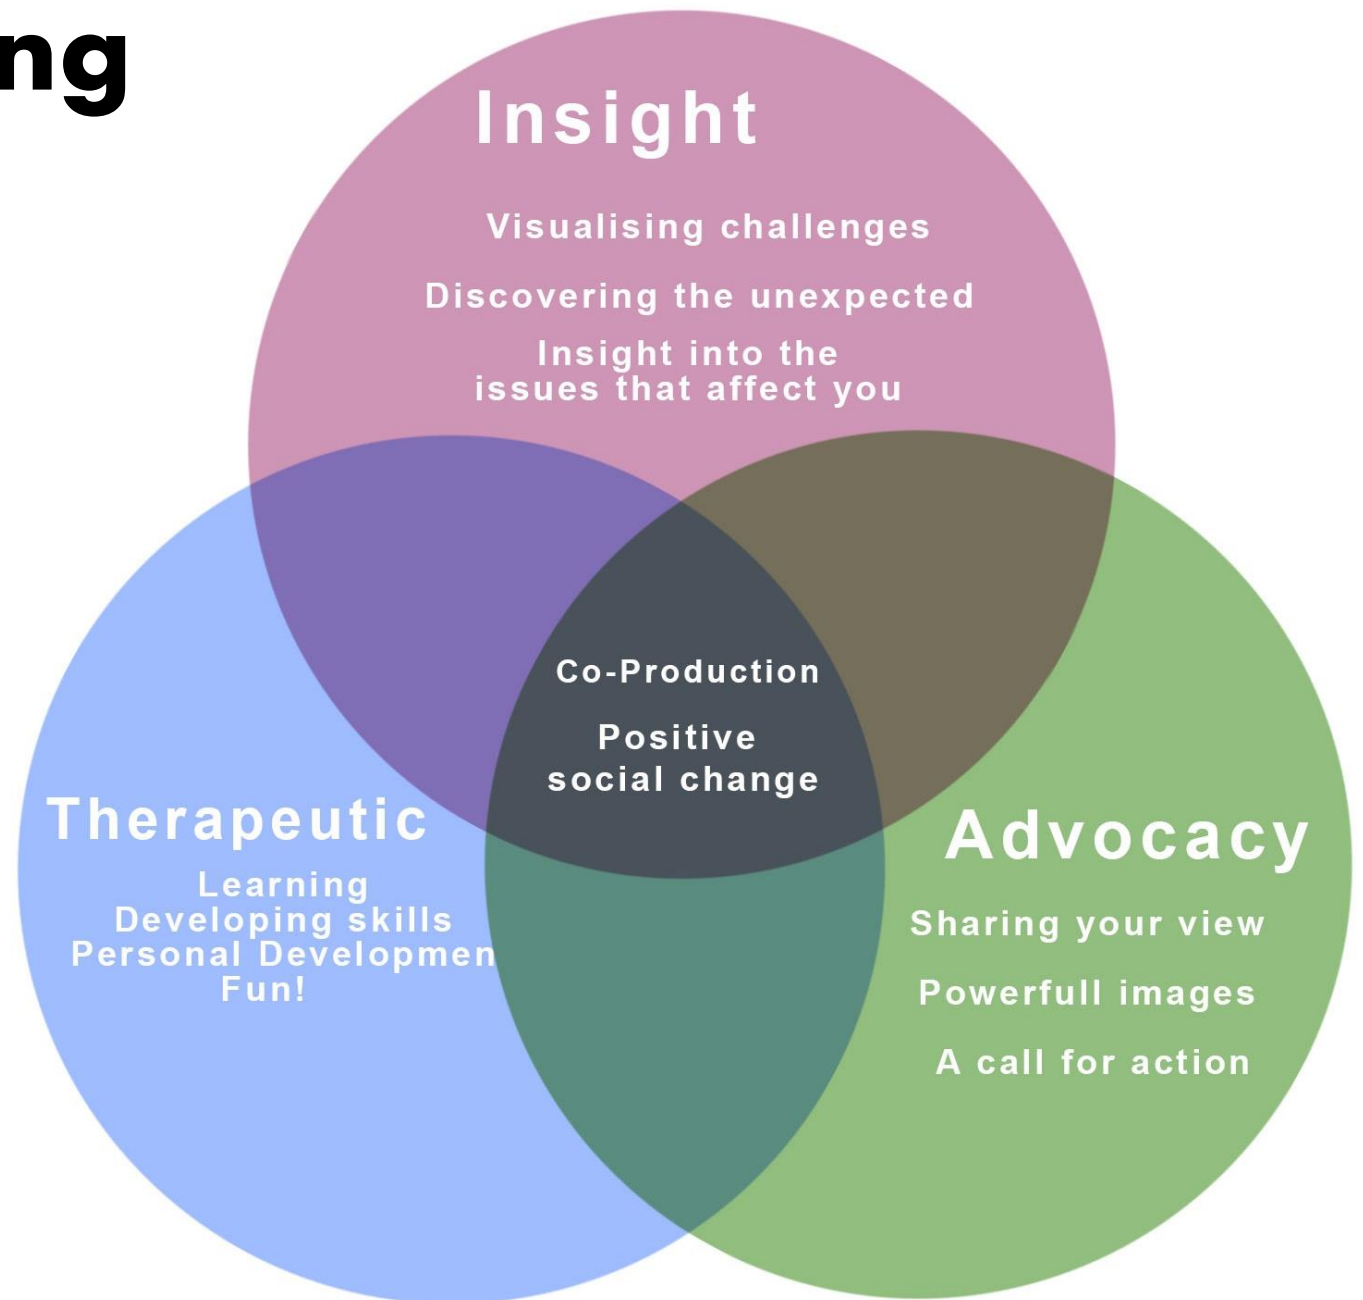 ng
Insight
Visualising challenges
Discovering the unexpected
Insight into the
issues that affect you
Co-Production
Positive
social change
Therapeutic
Learning
Developing skills
Personal Developmen
Fun!
Advocacy
Sharing your view
Powerfull images
A call for action